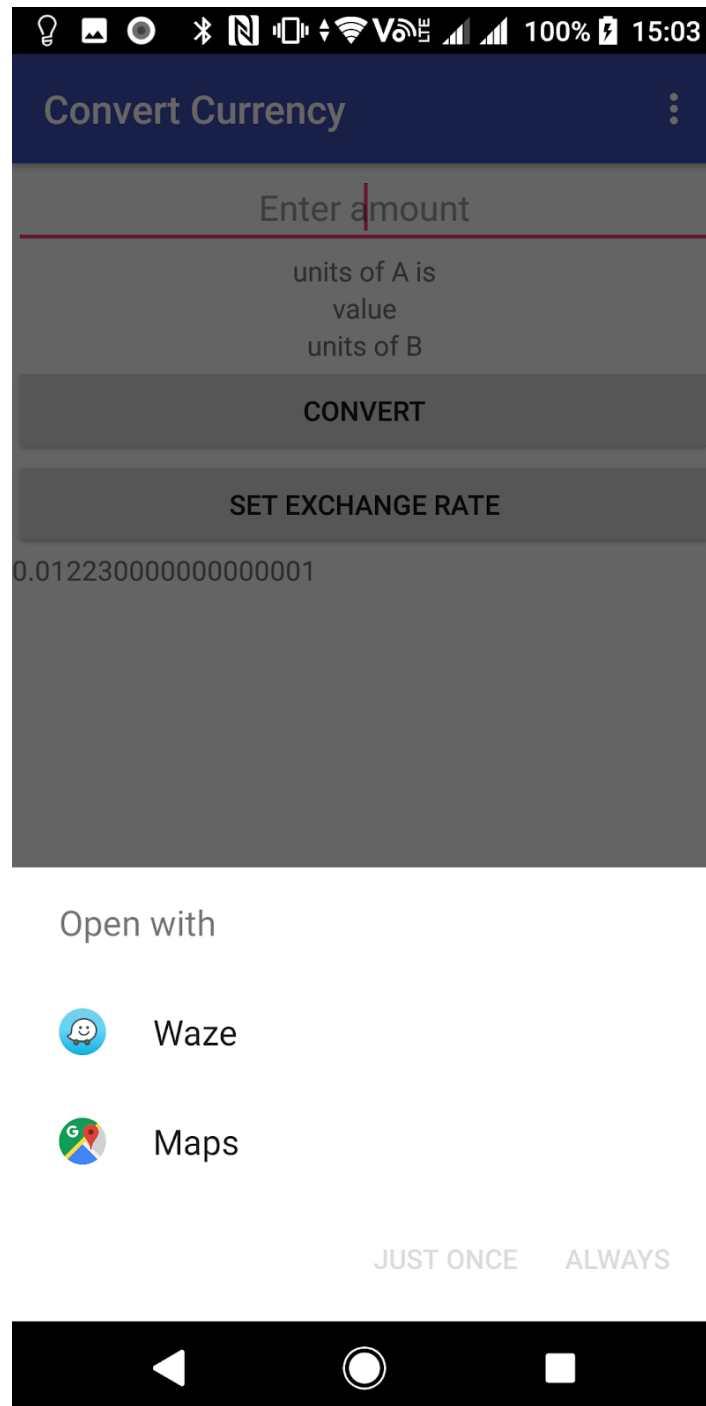 VoLTE 100% 15:03
Convert Currency
Enter amount
units of A is
value
units of B
CONVERT
SET EXCHANGE RATE
0.012230000000000001
Open with
Waze
G Maps
JUST ONCE ALWAYS